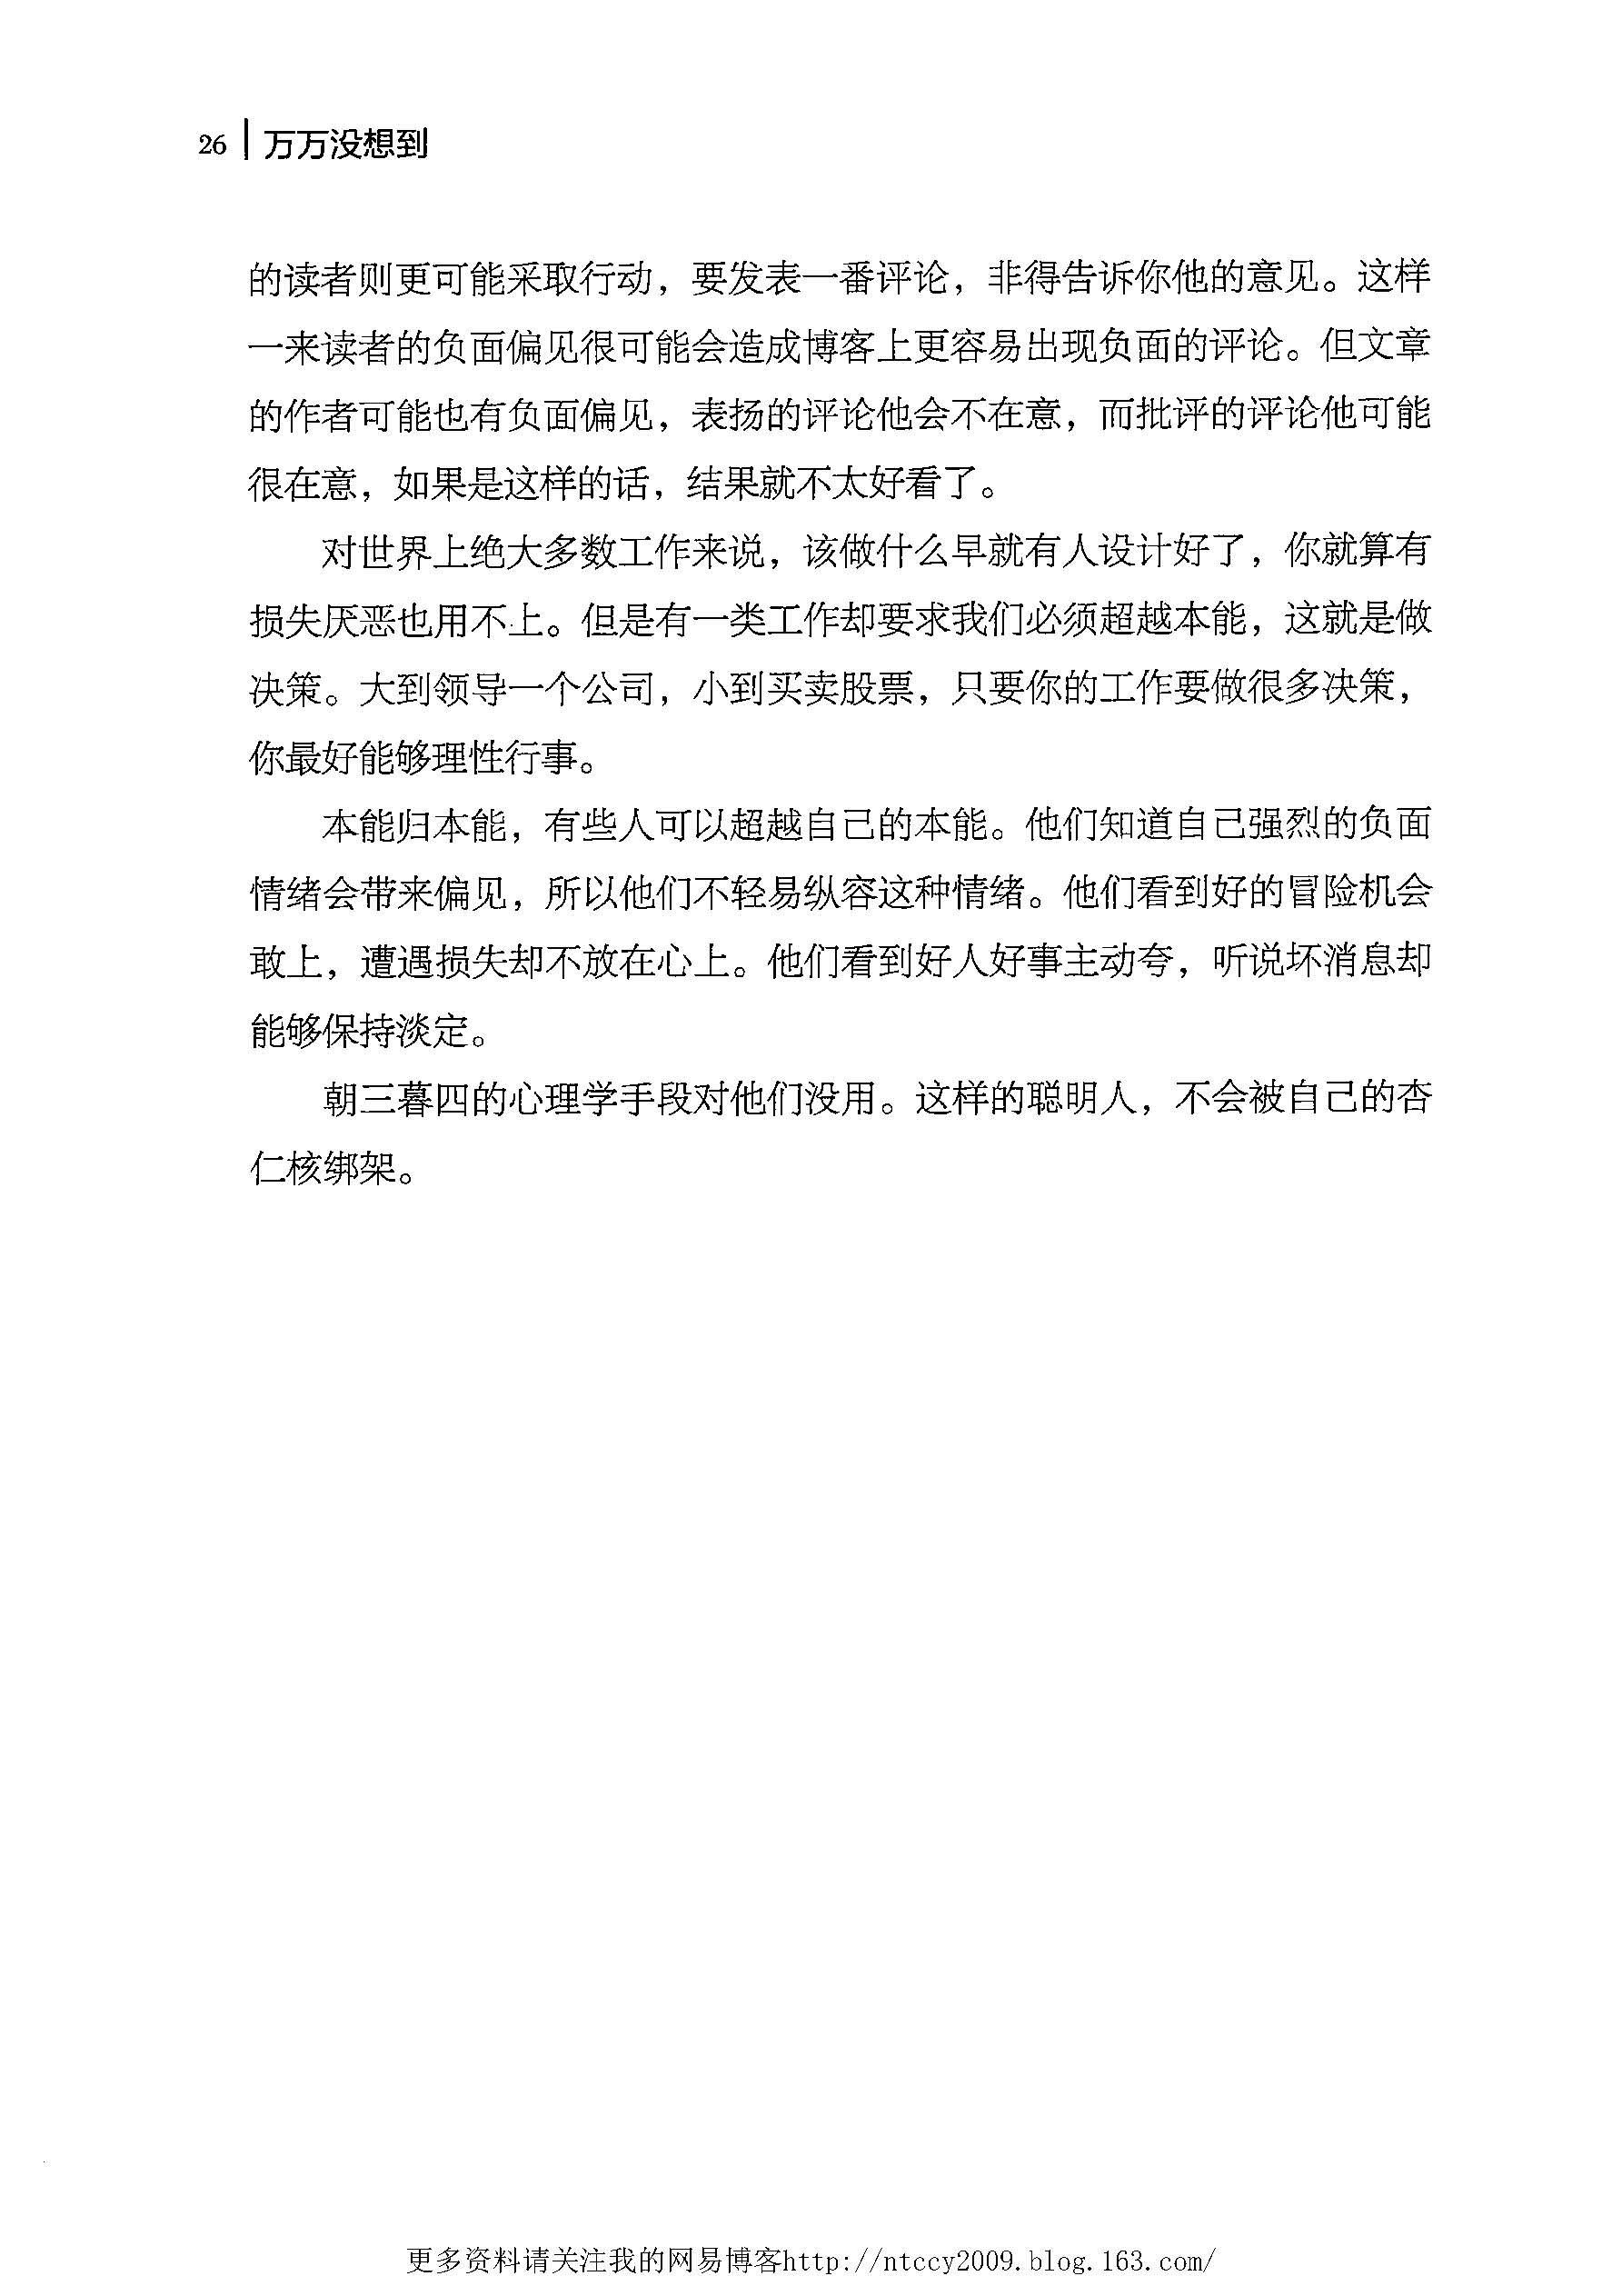 26 万万没想到
的读者则更可能采取行动，要发表一番评论，非得告诉你他的意见。这样
一来读者的负面偏见很可能会造成博客上更容易出现负面的评论。但文章
的作者可能也有负面偏见，表扬的评论他会不在意，而批评的评论他可能
很在意，如果是这样的话，结果就不太好看了。
对世界上绝大多数工作来说，该做什么早就有人设计好了，你就算有
损失厌恶也用不上。但是有一类工作却要求我们必须超越本能，这就是做
决策。大到领导一个公司，小到买卖股票，只要你的工作要做很多决策，
你最好能够理性行事。
本能归本能，有些人可以超越自己的本能。他们知道自己强烈的负面
情绪会带来偏见，所以他们不轻易纵容这种情绪。他们看到好的冒险机会
敢上，遭遇损失却不放在心上。他们看到好人好事主动夸，听说坏消息却
能够保持淡定。
朝三暮四的心理学手段对他们没用。这样的聪明人，不会被自己的杏
仁核绑架。
更多资料请关注我的网易博客http://ntccy2009.blog.163.com/